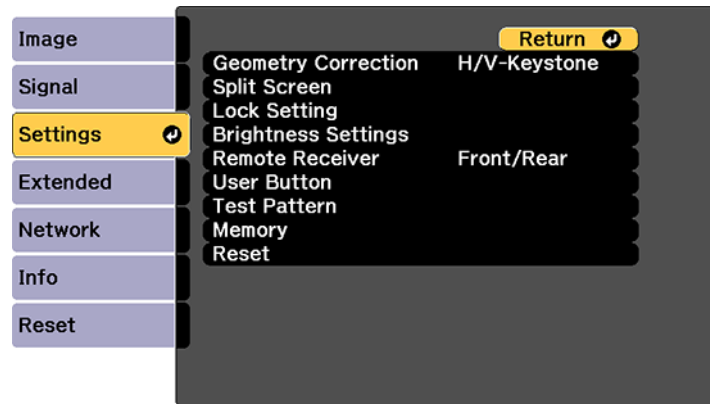 Image
Signal
Settings
Extended
Network
Info
Reset
Return
Geometry Correction H/V-Keystone
Split Screen
Lock Setting
Brightness Settings
Remote Receiver Front/Rear
User Button
Test Pattern
Memory
Reset